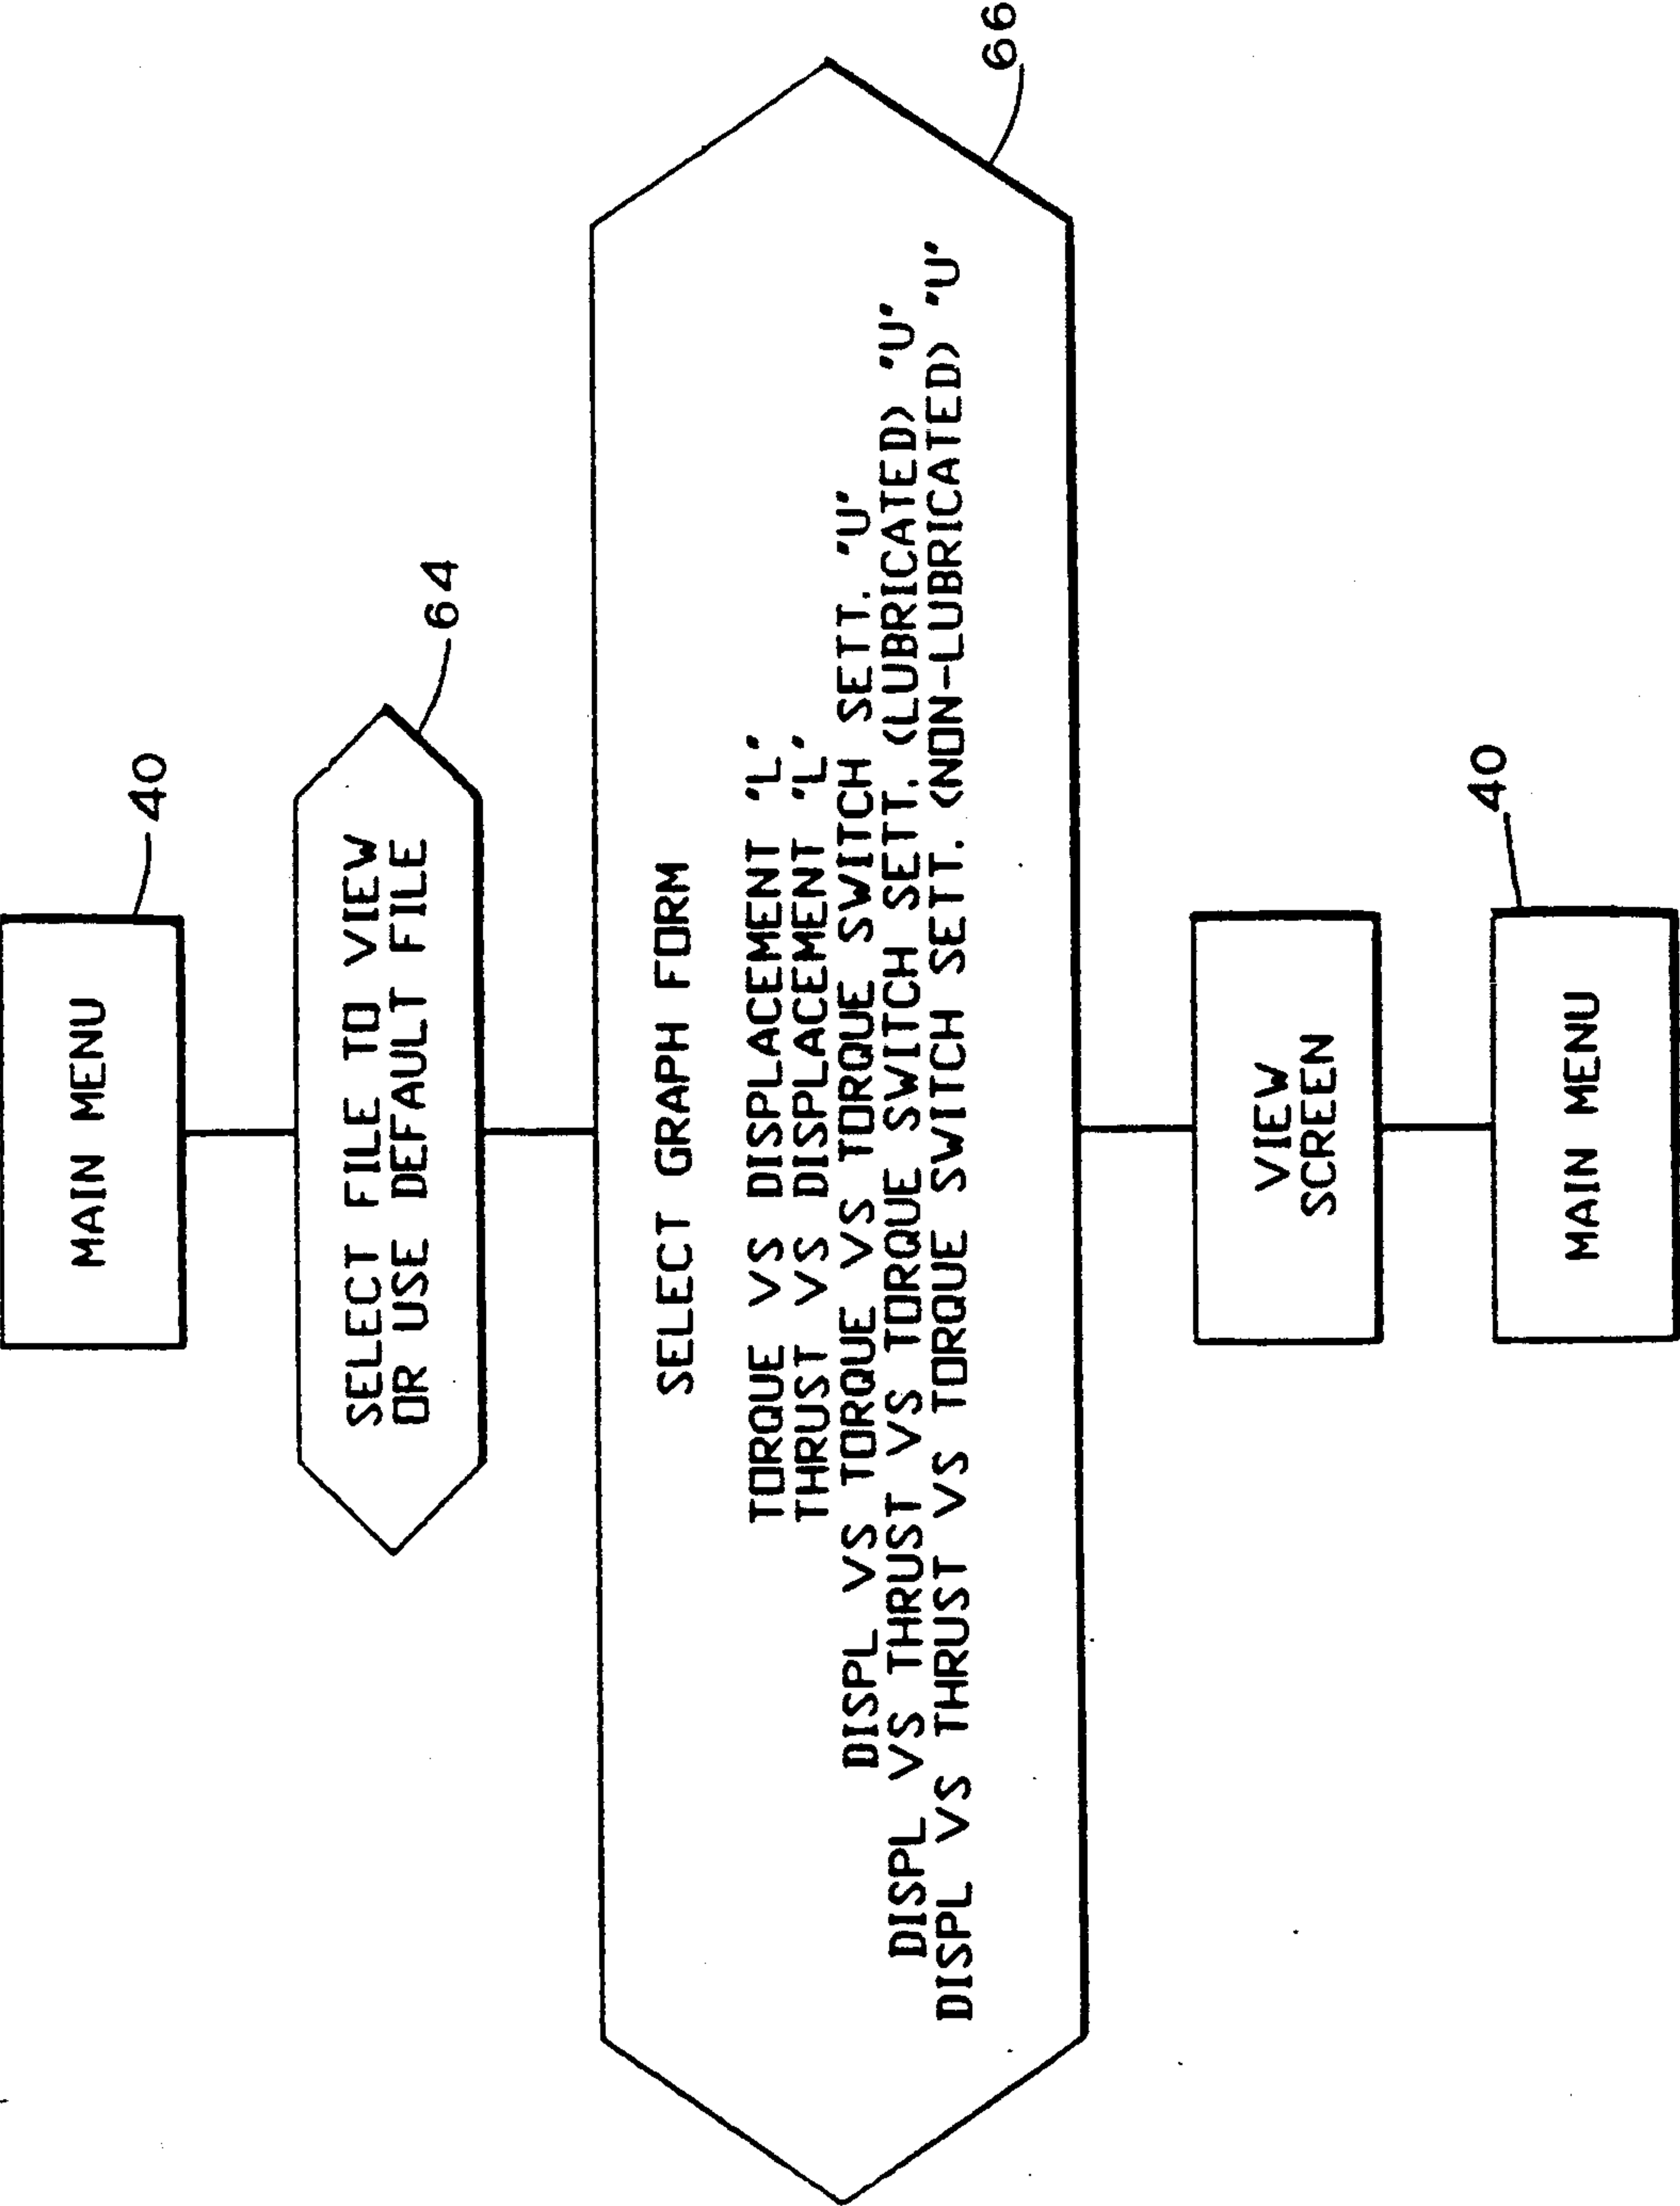 MAIN MENU
40
SELECT FILE TO VIEW
OR USE DEFAULT FILE
64
SELECT GRAPH FORM
TORQUE VS DISPLACEMENT 'L'
THRUST VS DISPLACEMENT 'L'
DISPL VS TORQUE VS TORQUE SWITCH SETT. 'U'
DISPL VS THRUST VS TORQUE SWITCH SETT. (LUBRICATED) 'U'
DISPL VS THRUST VS TORQUE SWITCH SETT. (NON-LUBRICATED) 'U'
66
VIEW
SCREEN
MAIN MENU
40